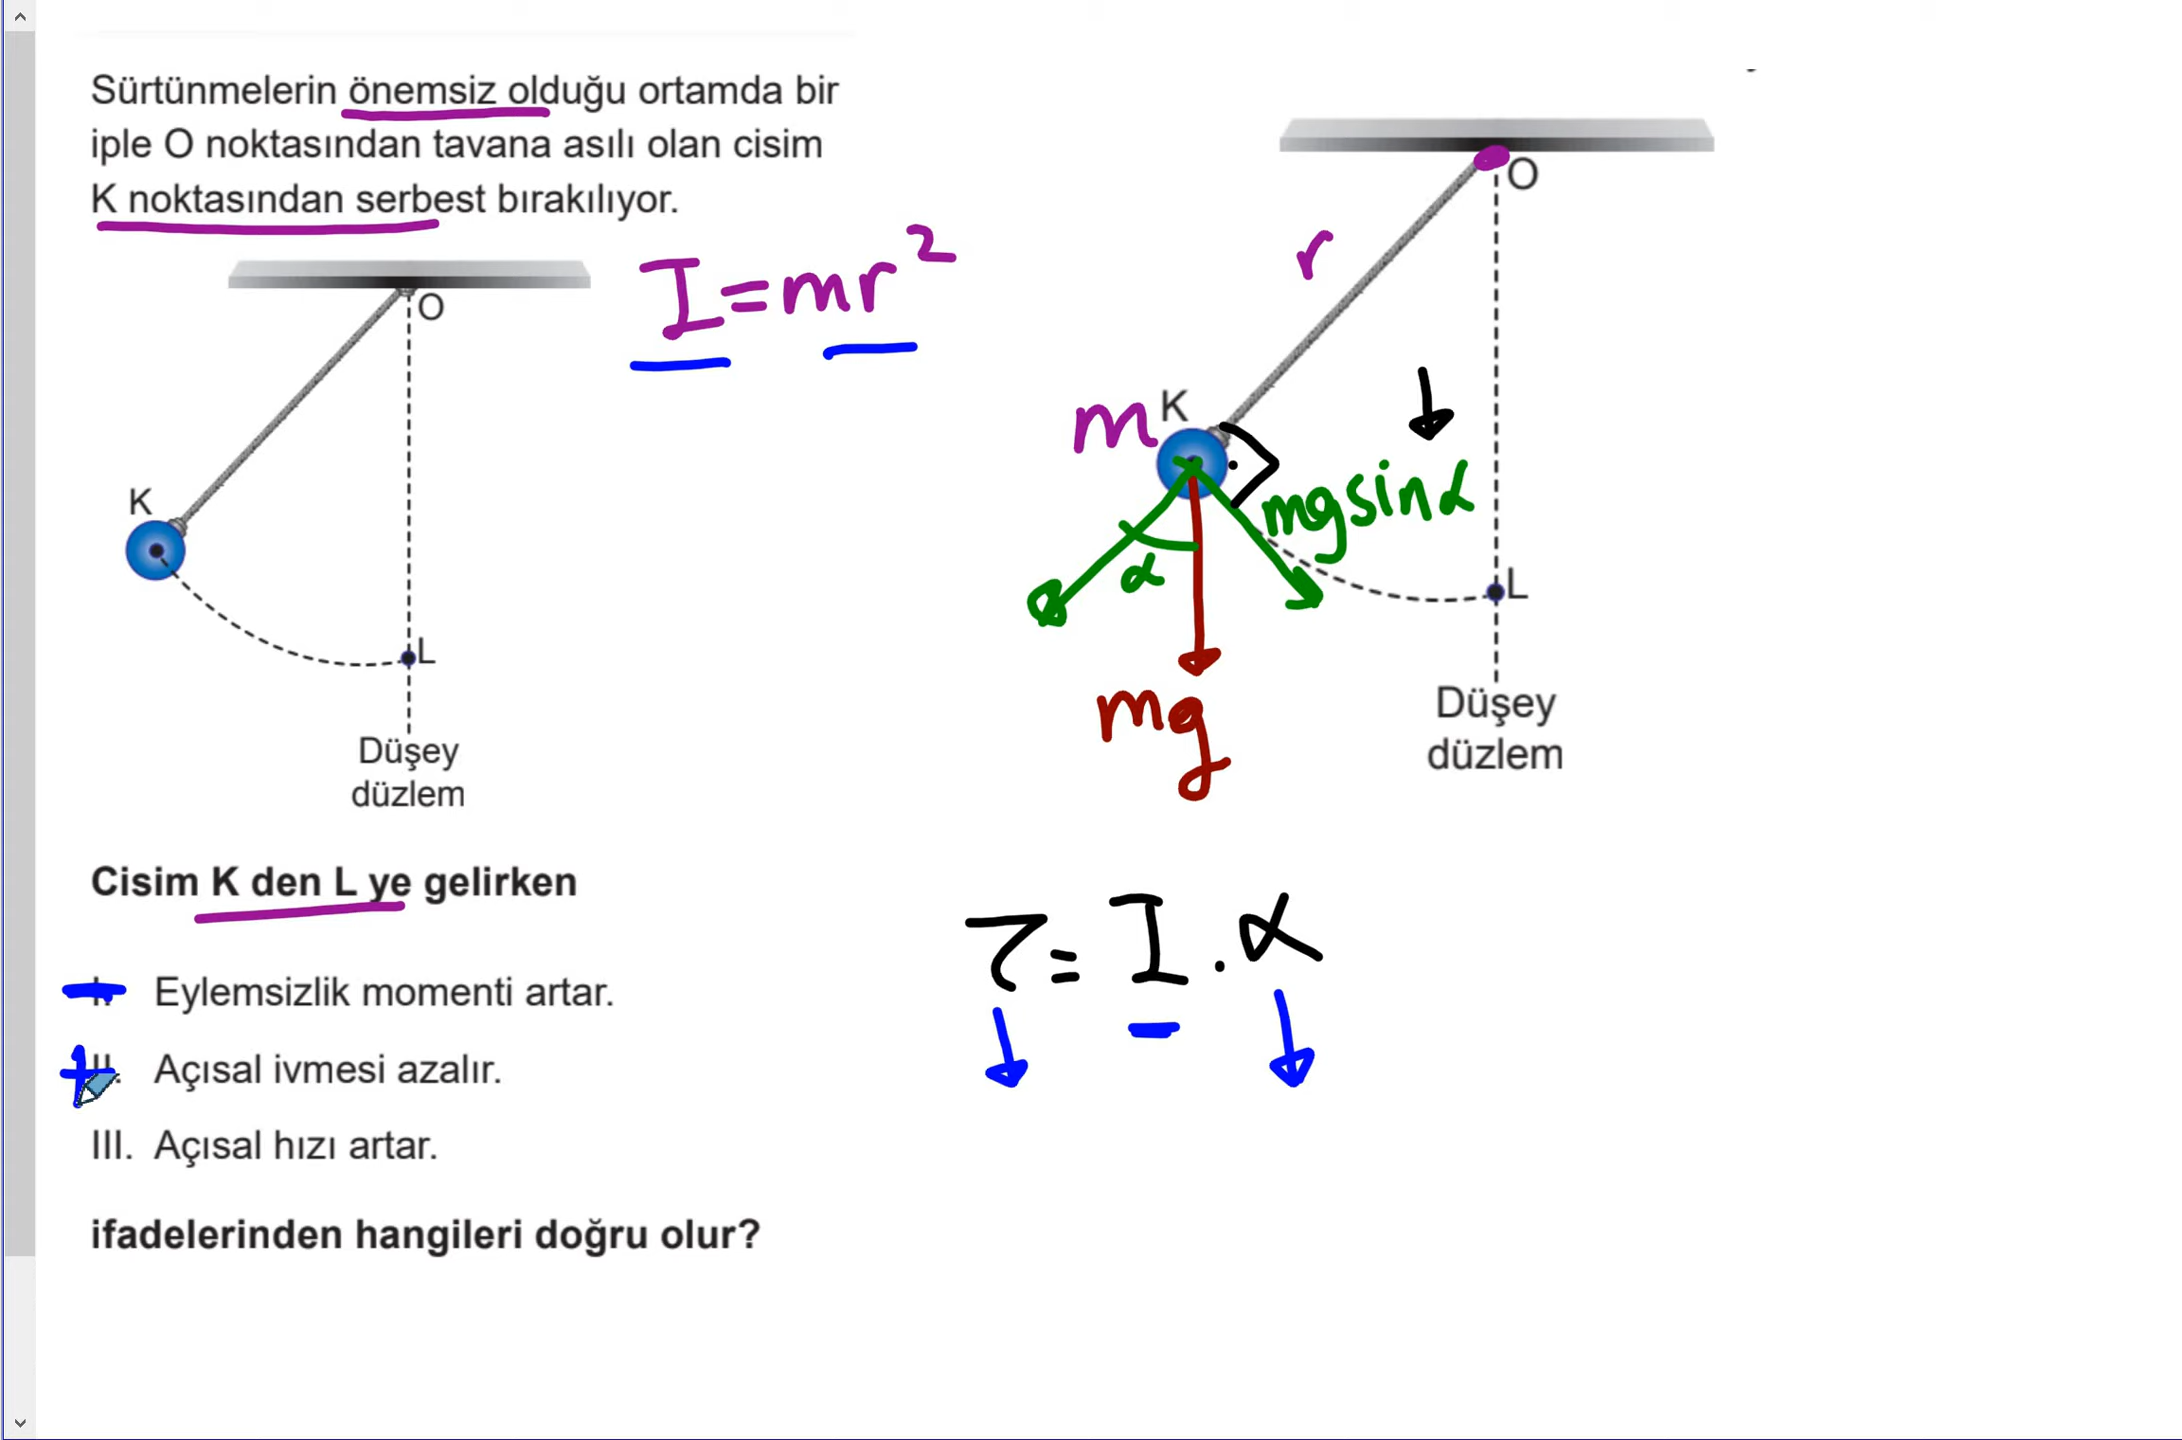 Sürtünmelerin önemsiz olduğu ortamda bir
iple O noktasından tavana asılı olan cisim
K noktasından serbest bırakılıyor.
O
K
L
Düşey
düzlem
I = mr²
O
r
m
K
mgsinα
α
L
mg
Düşey
düzlem
Cisim K den L ye gelirken
I. Eylemsizlik momenti artar.
II. Açısal ivmesi azalır.
III. Açısal hızı artar.
ifadelerinden hangileri doğru olur?
τ = I . α